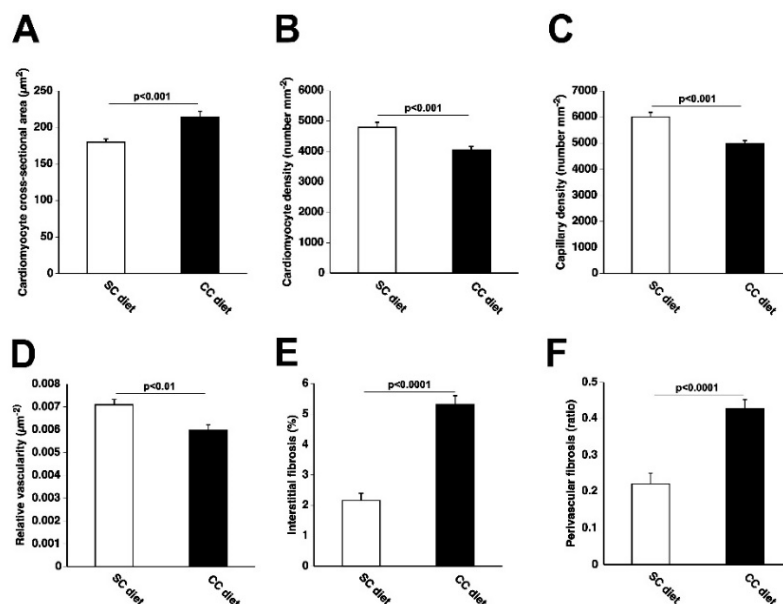 A
Cardiomyocyte cross-sectional area (µm²)
250
200
150
100
50
0
p<0.001
SC diet
CC diet
B
Cardiomyocyte density (number mm⁻²)
6000
5000
4000
3000
2000
1000
0
p<0.001
SC diet
CC diet
C
Capillary density (number mm⁻²)
7000
6000
5000
4000
3000
2000
1000
0
p<0.001
SC diet
CC diet
D
Relative vascularity (µm⁻²)
0.008
0.007
0.006
0.005
0.004
0.003
0.002
0.001
0
p<0.01
SC diet
CC diet
E
Interstitial fibrosis (%)
6
5
4
3
2
1
0
p<0.0001
SC diet
CC diet
F
Perivascular fibrosis (ratio)
0.5
0.4
0.3
0.2
0.1
0
p<0.0001
SC diet
CC diet